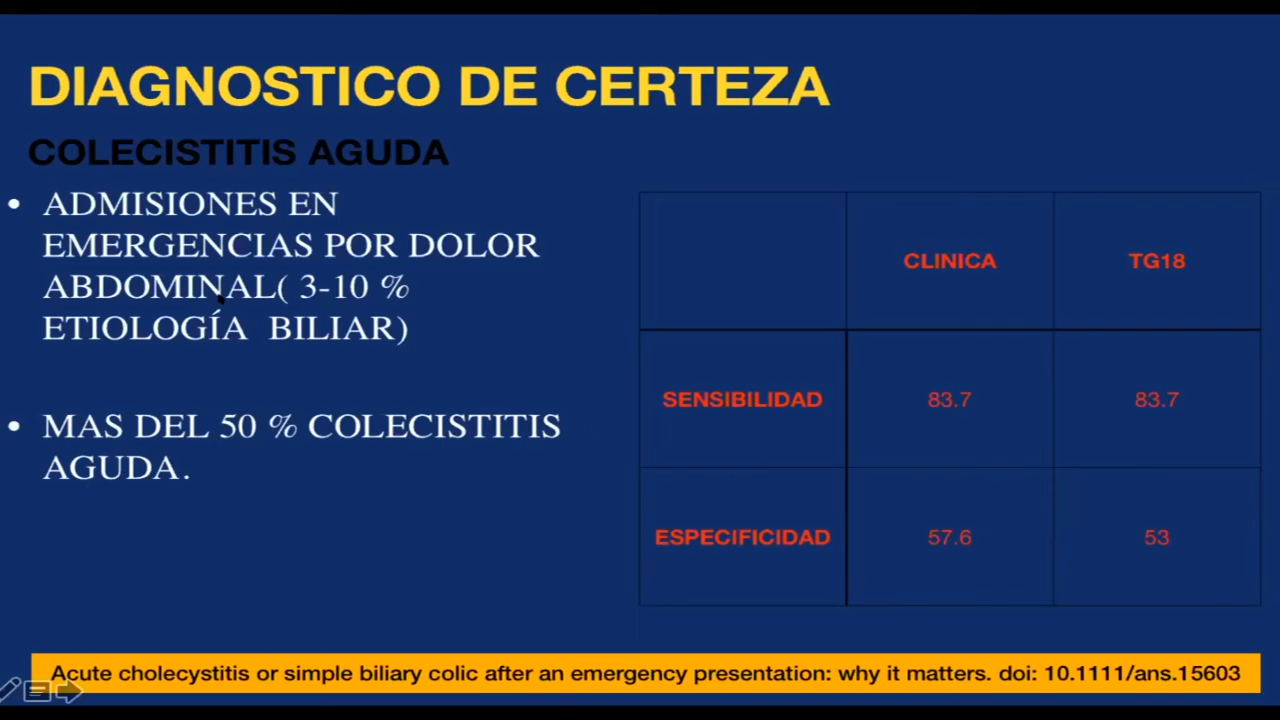 DIAGNOSTICO DE CERTEZA
COLECISTITIS AGUDA
• ADMISIONES EN
EMERGENCIAS POR DOLOR
ABDOMINAL( 3-10 %
ETIOLOGÍA BILIAR)
• MAS DEL 50 % COLECISTITIS
AGUDA.
CLINICA TG18
SENSIBILIDAD 83.7 83.7
ESPECIFICIDAD 57.6 53
Acute cholecystitis or simple biliary colic after an emergency presentation: why it matters. doi: 10.1111/ans.15603